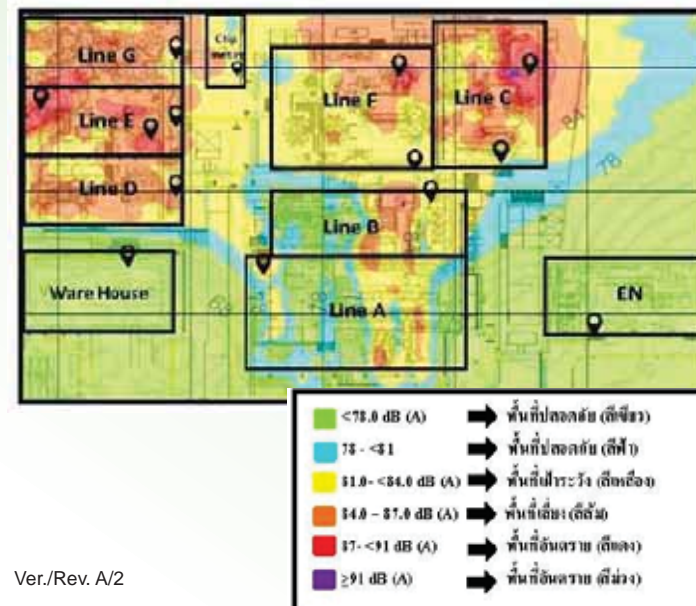 Line G
Chip
Line E
Line D
Ware House
Line F
Line C
Line B
Line A
EN
84
78
<78.0 dB (A) พื้นที่ปลอดภัย (สีเขียว)
78 - <81 พื้นที่ปลอดภัย (สีฟ้า)
81.0- <84.0 dB (A) พื้นที่เฝ้าระวัง (สีเหลือง)
84.0 – 87.0 dB (A) พื้นที่เสี่ยง (สีส้ม)
87- <91 dB (A) พื้นที่อันตราย (สีแดง)
≥91 dB (A) พื้นที่อันตราย (สีม่วง)
Ver./Rev. A/2